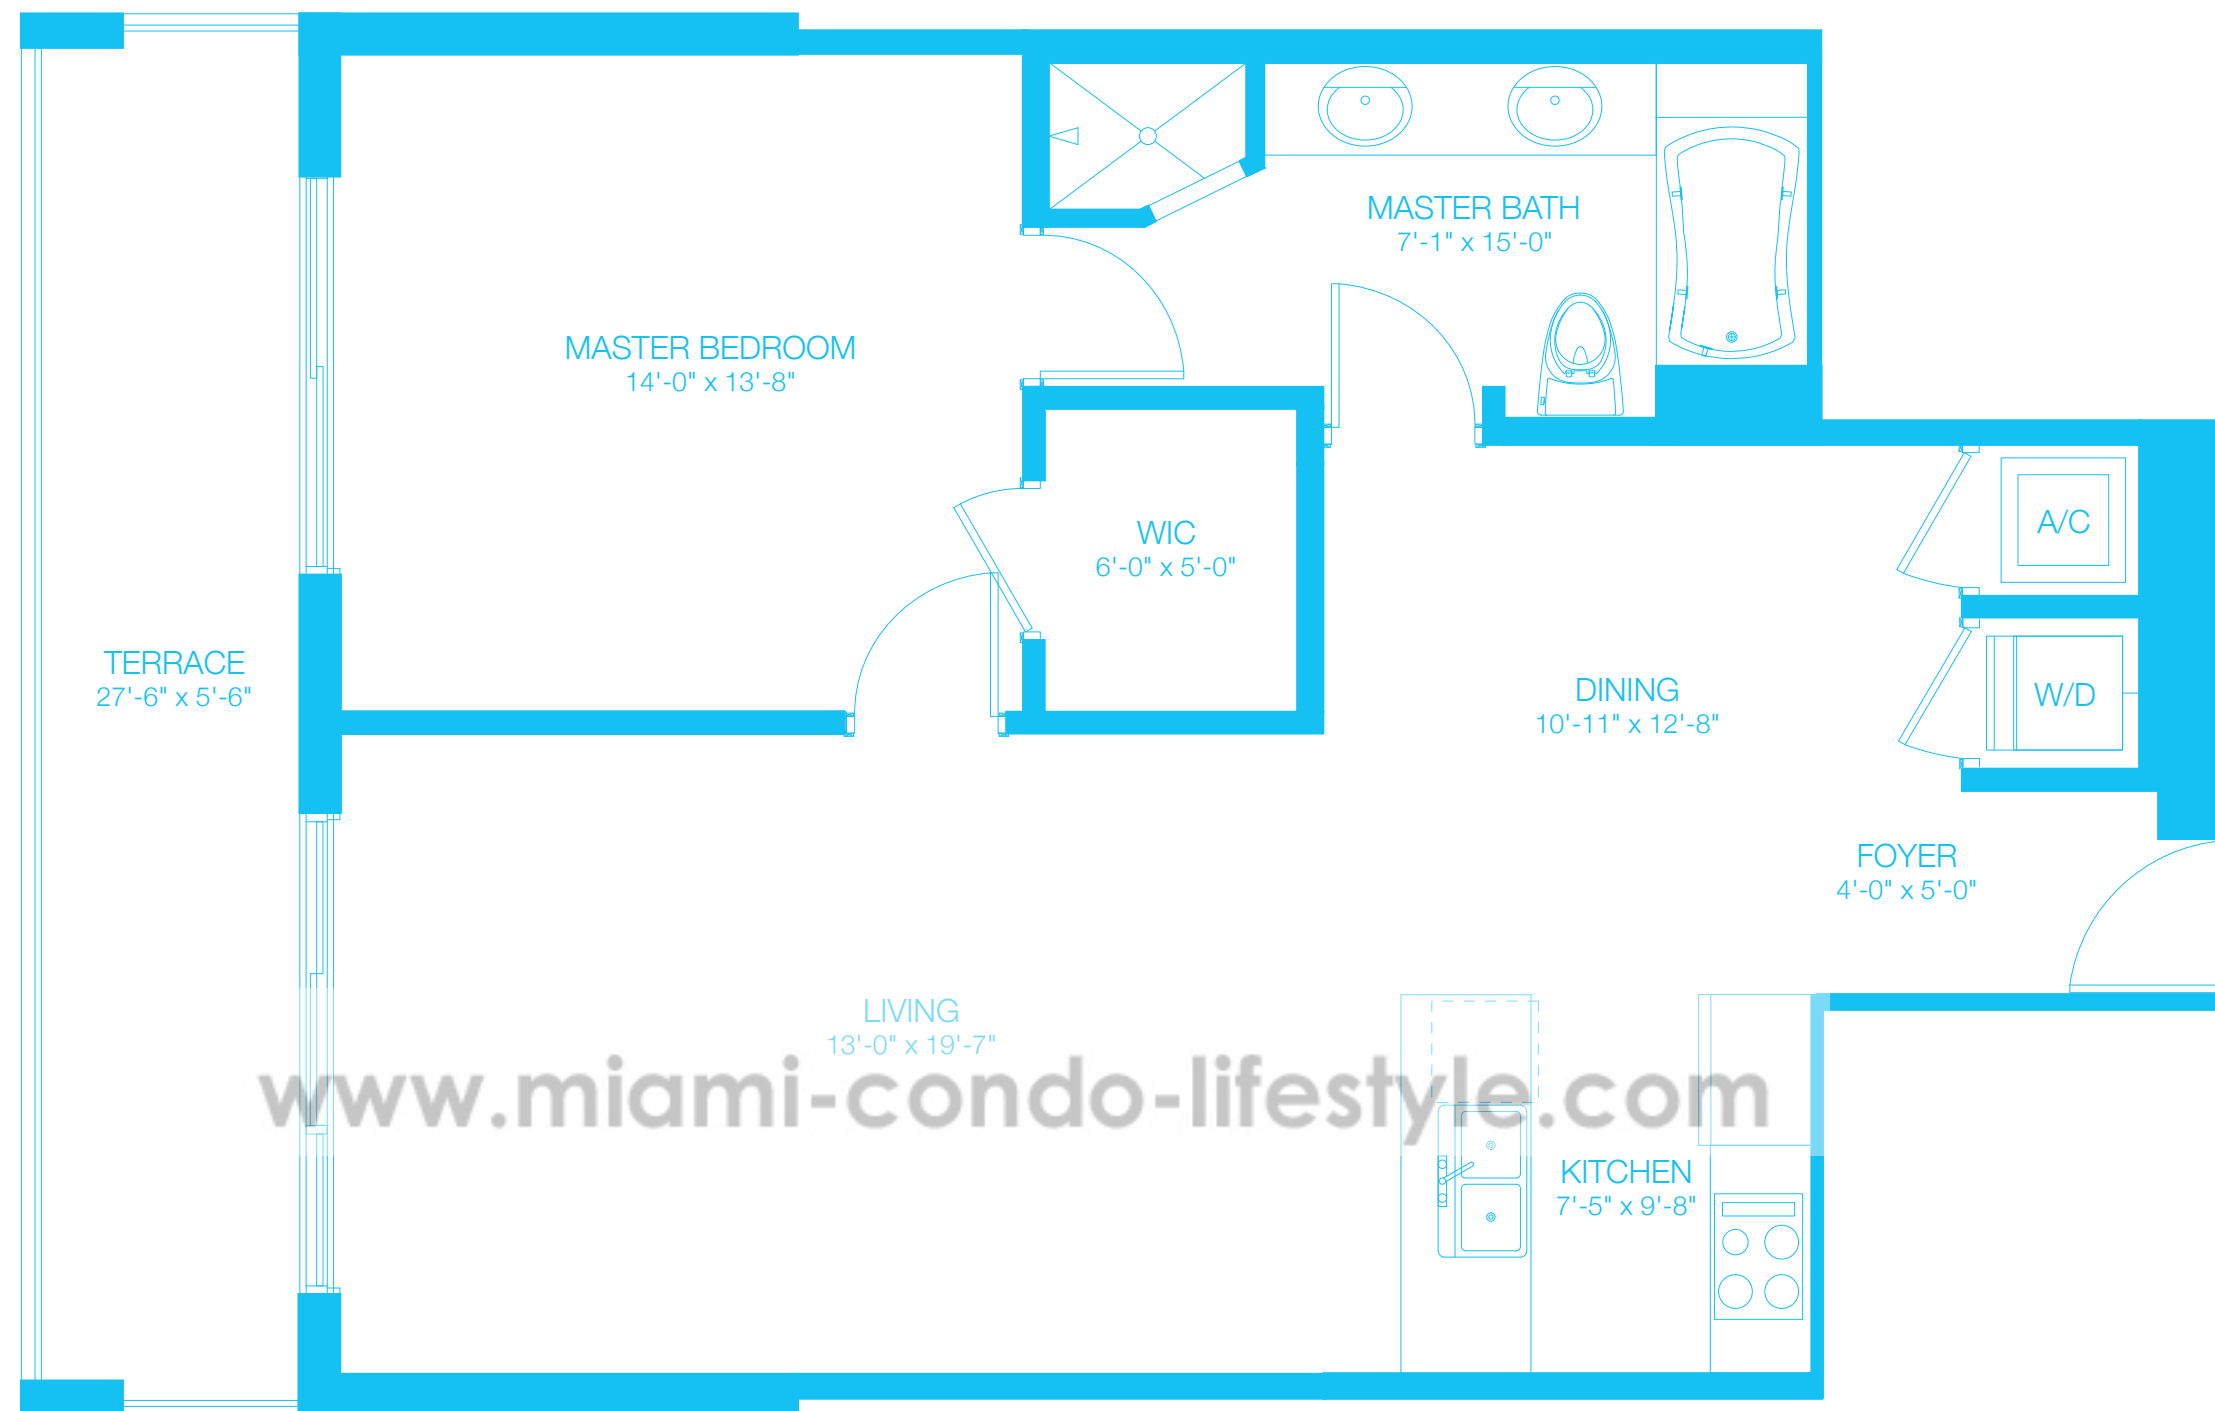 MASTER BATH
7'-1" x 15'-0"
MASTER BEDROOM
14'-0" x 13'-8"
WIC
6'-0" x 5'-0"
A/C
TERRACE
27'-6" x 5'-6"
DINING
10'-11" x 12'-8"
W/D
FOYER
4'-0" x 5'-0"
LIVING
13'-0" x 19'-7"
www.miami-condo-lifestyle.com
KITCHEN
7'-5" x 9'-8"